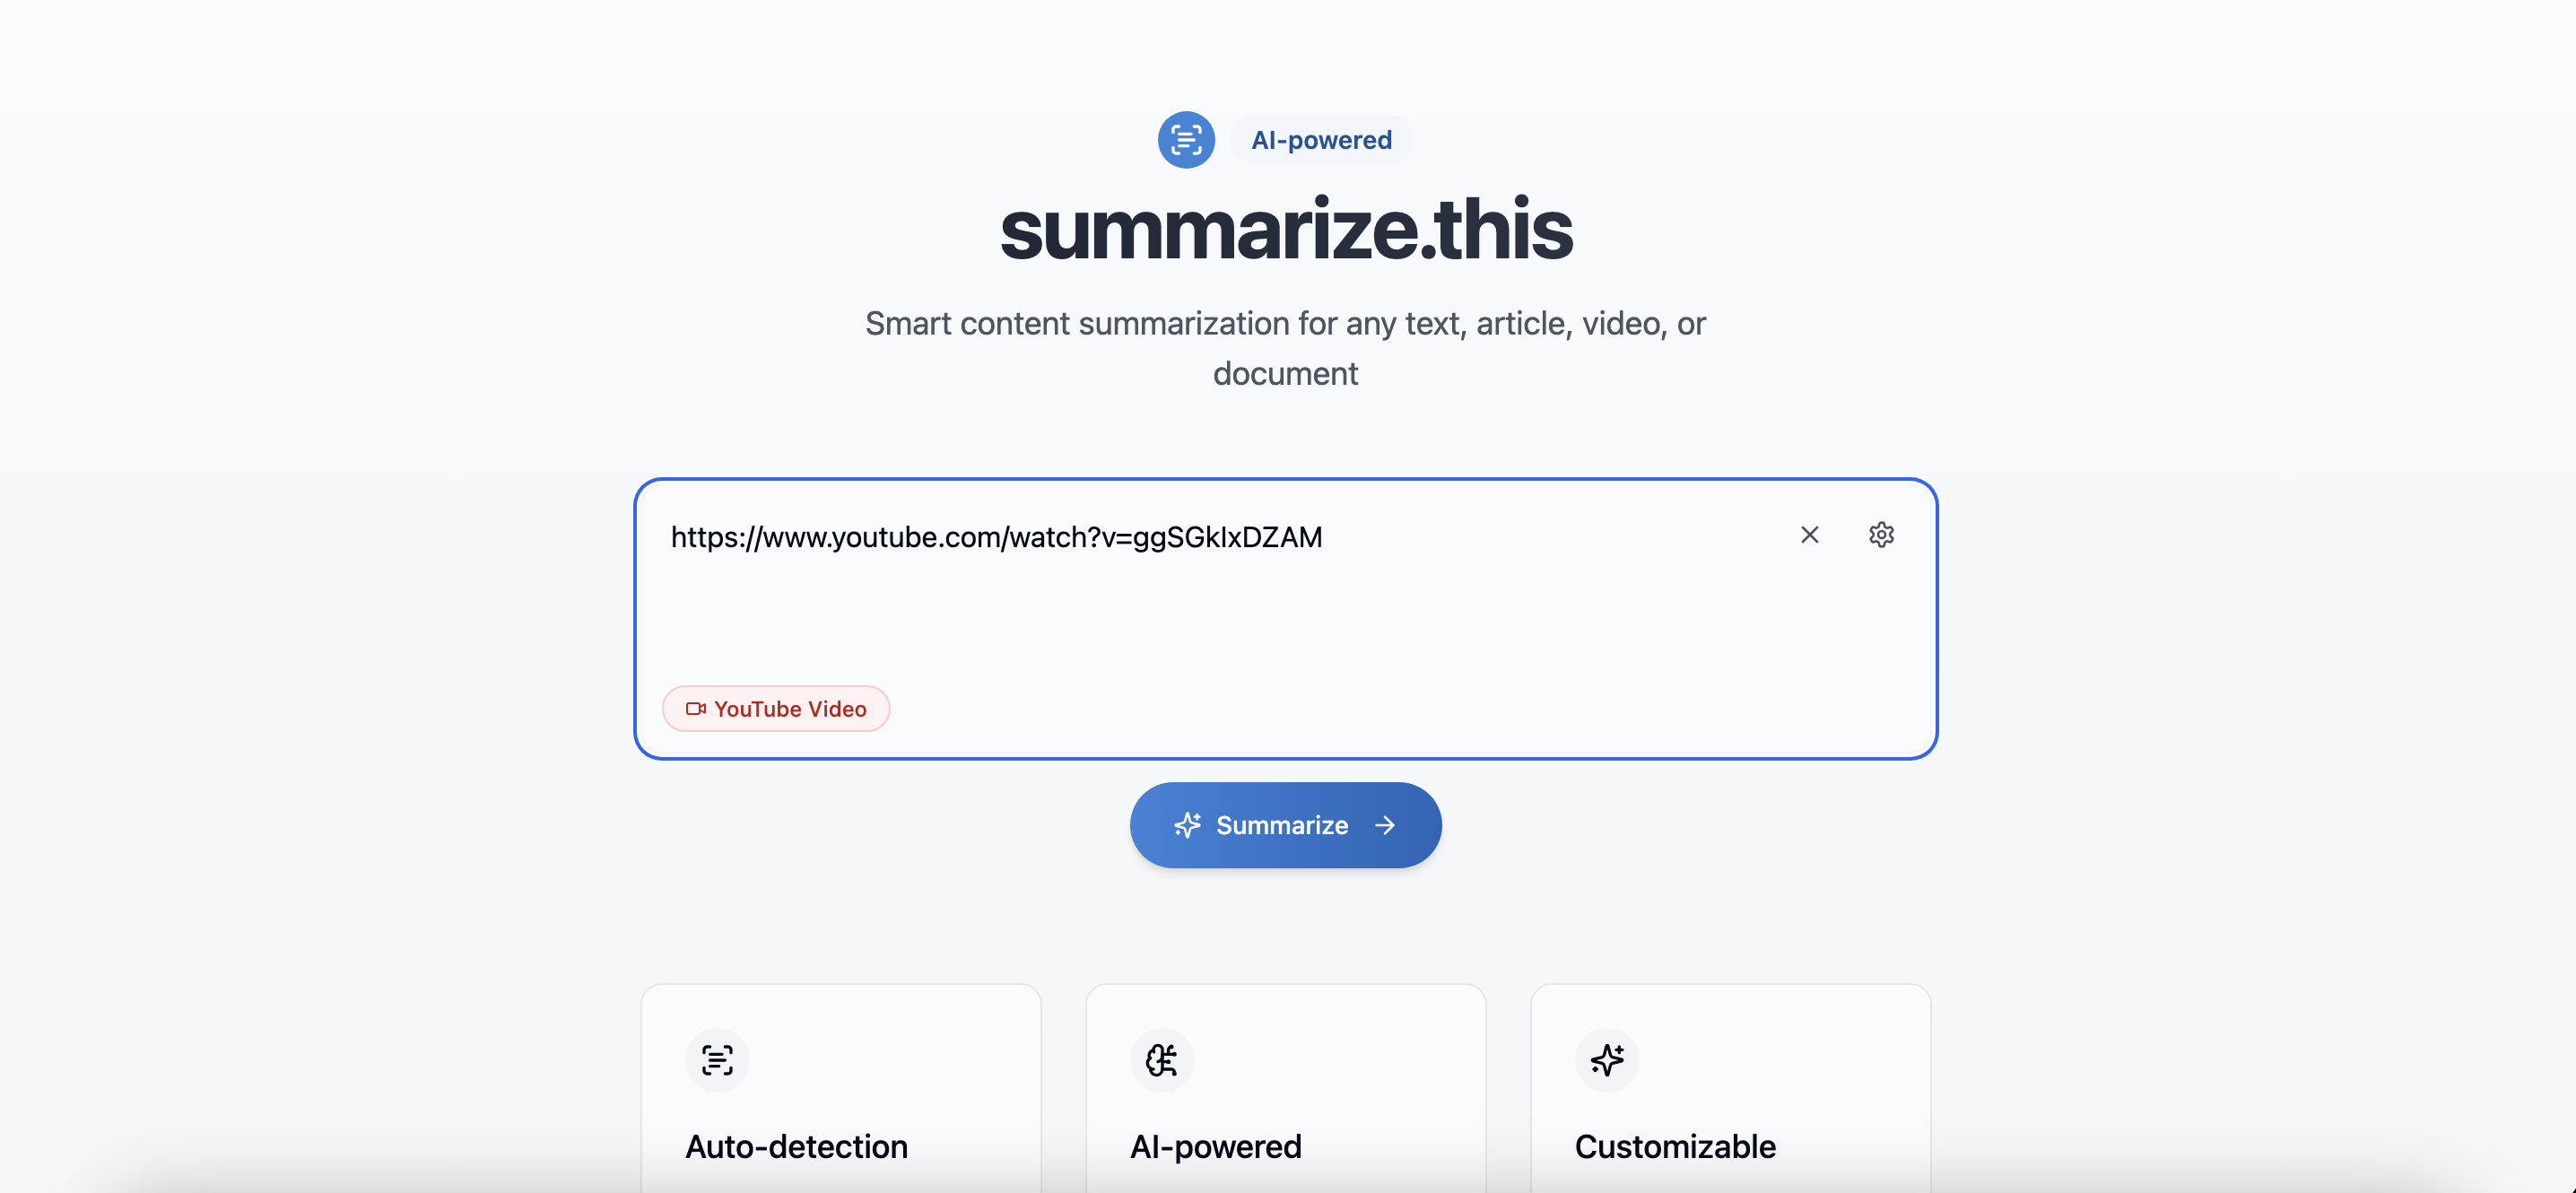 AI-powered
summarize.this
Smart content summarization for any text, article, video, or
document
https://www.youtube.com/watch?v=ggSGkIxDZAM
YouTube Video
Summarize
Auto-detection
AI-powered
Customizable